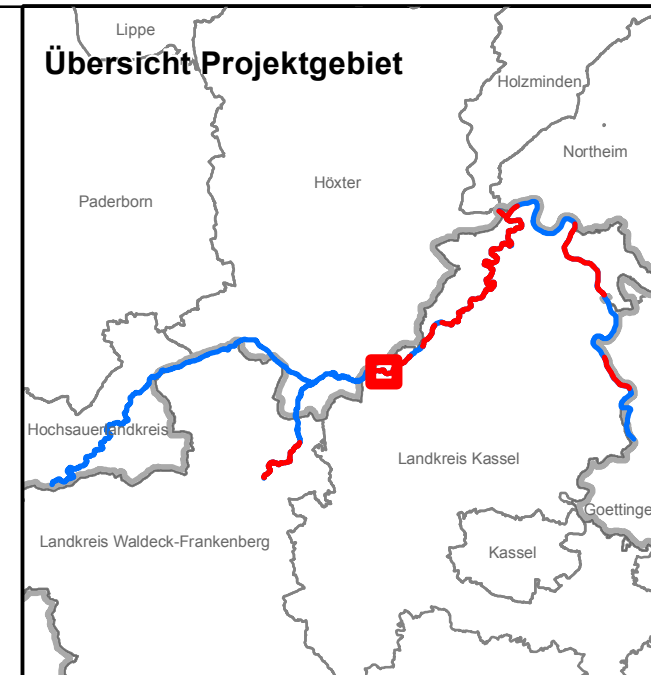 Lippe
Übersicht Projektgebiet
Holzminden
Northeim
Höxter
Paderborn
Hochsauerlandkreis
Landkreis Kassel
Goettinge
Landkreis Waldeck-Frankenberg
Kassel